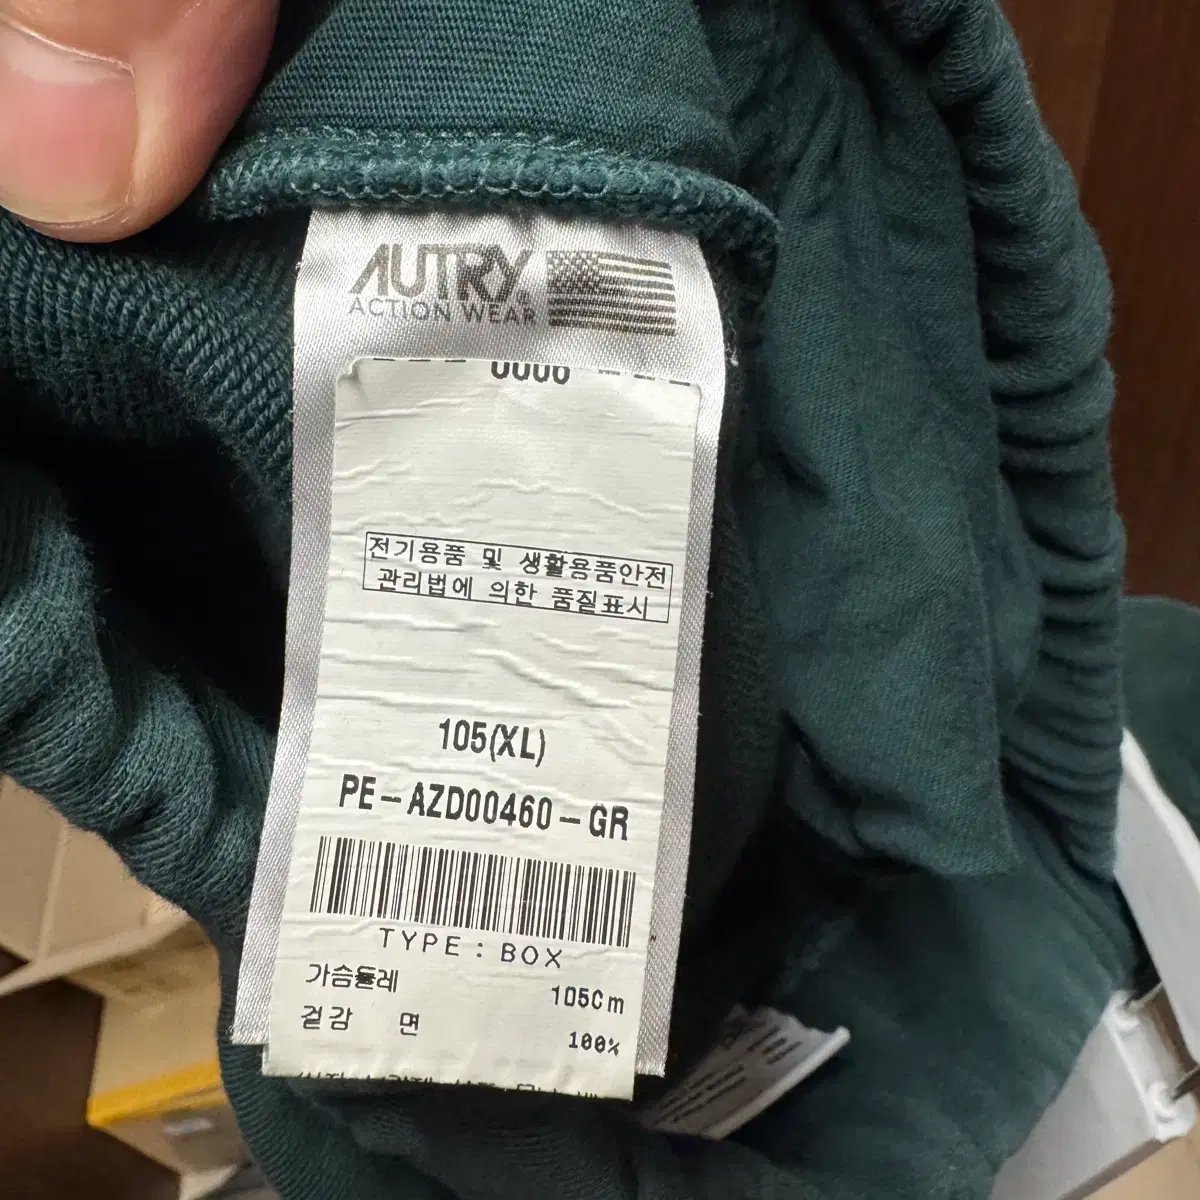 AUTRY
ACTION WEAR
전기용품 및 생활용품안전
관리법에 의한 품질표시
105(XL)
PE-AZD00460-GR
TYPE : BOX
가슴둘레 105Cm
겉감 면 100%